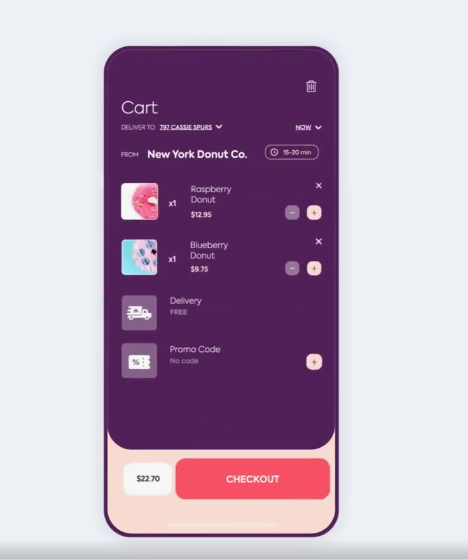 Cart
DELIVER TO 797 CASSIE SPURS NOW
FROM New York Donut Co. 15-20 min
Raspberry
Donut
x1
$12.95
Blueberry
Donut
x1
$9.75
Delivery
FREE
Promo Code
No code
$22.70 CHECKOUT